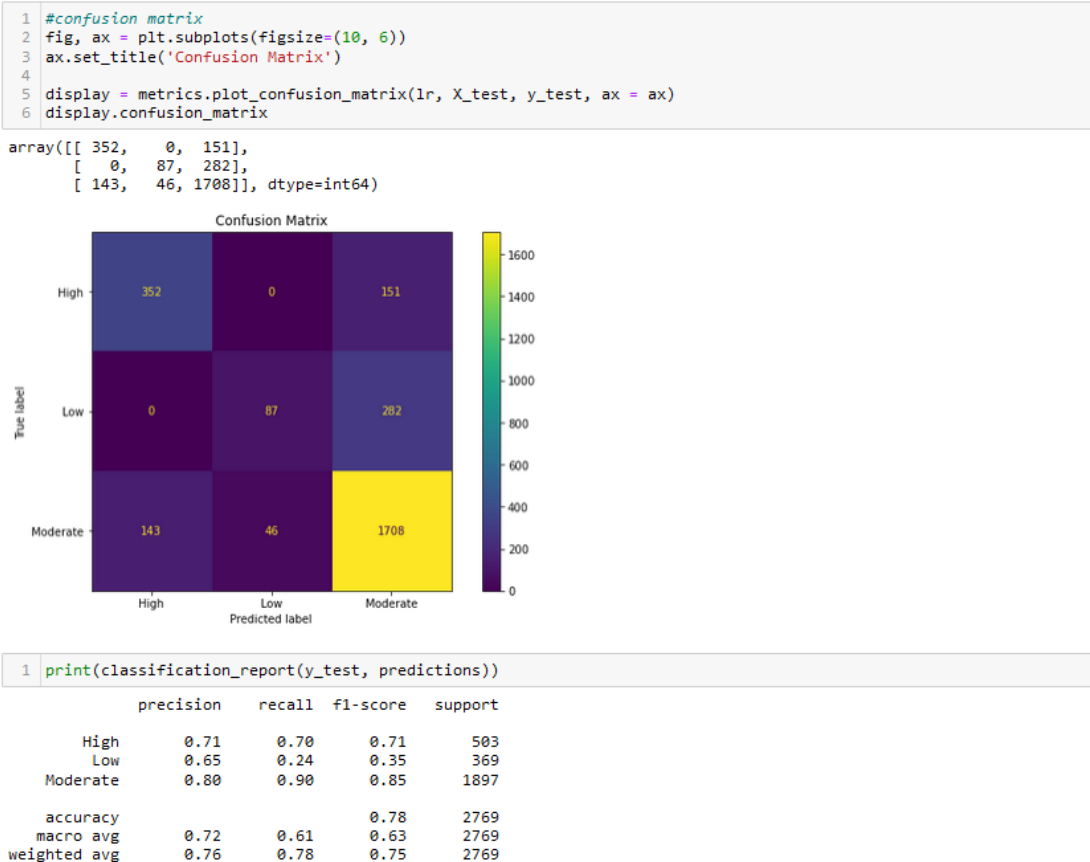 1 #confusion matrix
2 fig, ax = plt.subplots(figsize=(10, 6))
3 ax.set_title('Confusion Matrix')
4
5 display = metrics.plot_confusion_matrix(lr, X_test, y_test, ax = ax)
6 display.confusion_matrix
array([[ 352,    0,  151],
       [   0,   87,  282],
       [ 143,   46, 1708]], dtype=int64)
Confusion Matrix
High 352 0 151
Low 0 87 282
Moderate 143 46 1708
True label
High Low Moderate
Predicted label
1600
1400
1200
1000
800
600
400
200
0
1 print(classification_report(y_test, predictions))
precision recall f1-score support
High 0.71 0.70 0.71 503
Low 0.65 0.24 0.35 369
Moderate 0.80 0.90 0.85 1897
accuracy 0.78 2769
macro avg 0.72 0.61 0.63 2769
weighted avg 0.76 0.78 0.75 2769